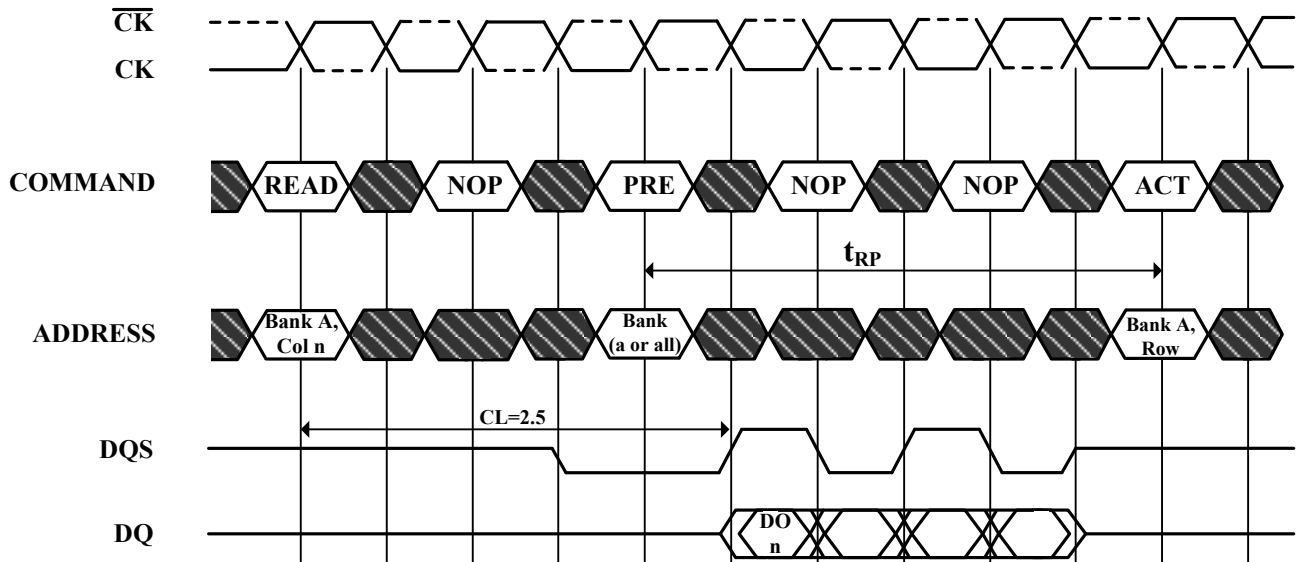 C̅K̅
CK
COMMAND
READ NOP PRE NOP NOP ACT
tRP
ADDRESS
Bank A,
Col n
Bank
(a or all)
Bank A,
Row
CL=2.5
DQS
DQ
DO
n